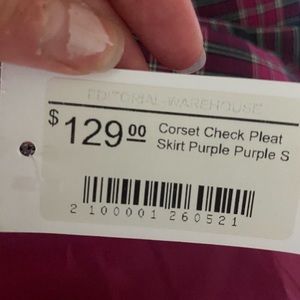 EDITORIAL-WAREHOUSE
$129.00 Corset Check Pleat
Skirt Purple Purple S
2 100001 260521